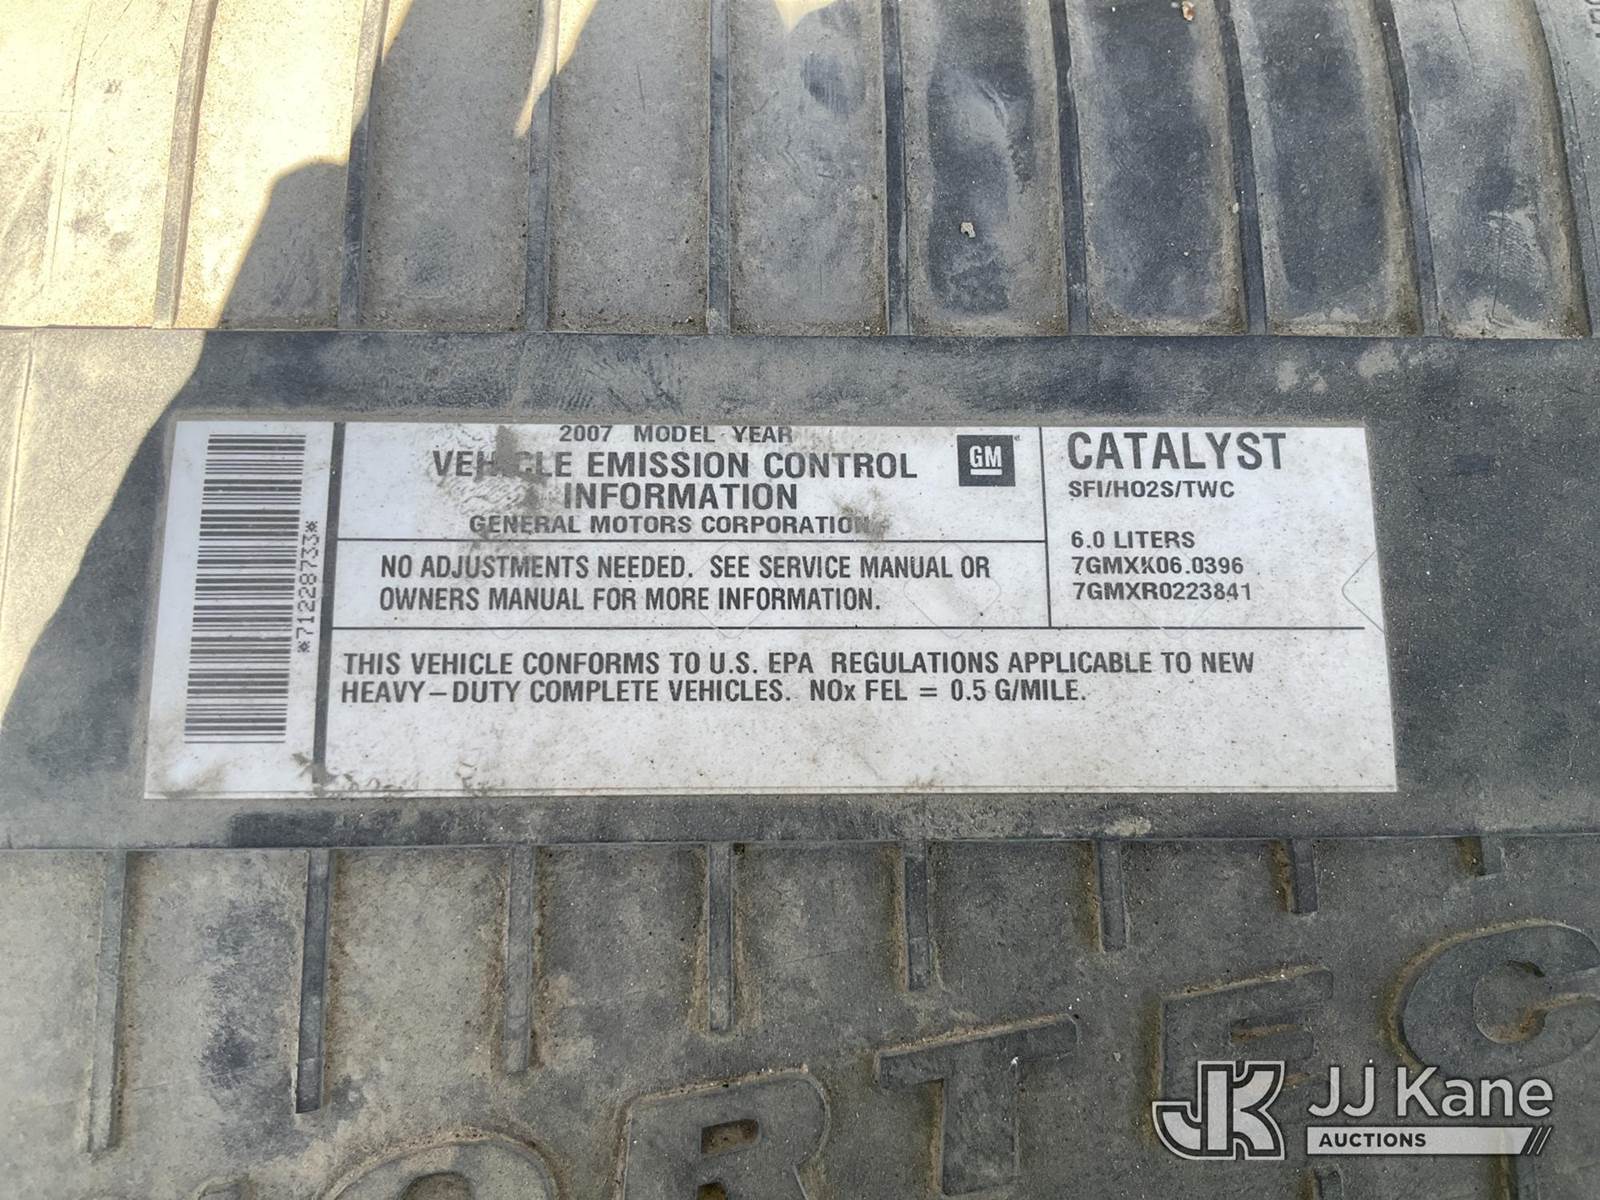 *71228733*
2007 MODEL YEAR
VEHICLE EMISSION CONTROL
INFORMATION
GENERAL MOTORS CORPORATION
GM
NO ADJUSTMENTS NEEDED. SEE SERVICE MANUAL OR
OWNERS MANUAL FOR MORE INFORMATION.
CATALYST
SFI/HO2S/TWC
6.0 LITERS
7GMXK06.0396
7GMXR0223841
THIS VEHICLE CONFORMS TO U.S. EPA REGULATIONS APPLICABLE TO NEW
HEAVY-DUTY COMPLETE VEHICLES. NOx FEL = 0.5 G/MILE.
ORTEC
JK JJ Kane
AUCTIONS